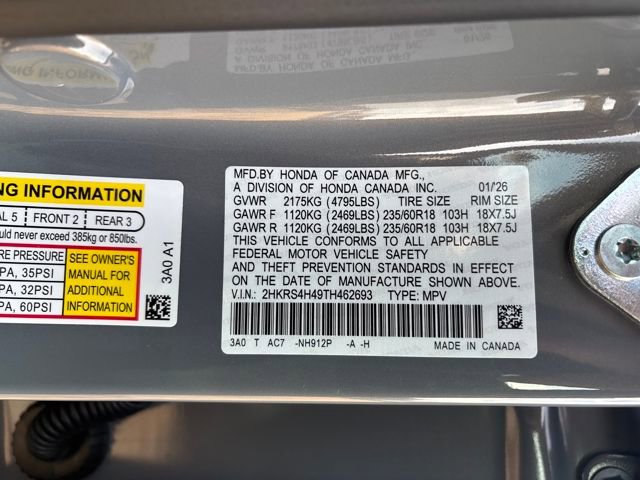 NG INFORMATION
AL 5 FRONT 2 REAR 3
ould never exceed 385kg or 850lbs.
E PRESSURE
PA, 35PSI
PA, 32PSI
PA, 60PSI
SEE OWNER'S
MANUAL FOR
ADDITIONAL
INFORMATION
3A0 A1
MFD.BY HONDA OF CANADA MFG.,
A DIVISION OF HONDA CANADA INC. 01/26
GVWR 2175KG (4795LBS) TIRE SIZE RIM SIZE
GAWR F 1120KG (2469LBS) 235/60R18 103H 18X7.5J
GAWR R 1120KG (2469LBS) 235/60R18 103H 18X7.5J
THIS VEHICLE CONFORMS TO ALL APPLICABLE
FEDERAL MOTOR VEHICLE SAFETY
AND THEFT PREVENTION STANDARDS IN EFFECT
ON THE DATE OF MANUFACTURE SHOWN ABOVE.
V.I.N.: 2HKRS4H49TH462693 TYPE: MPV
3A0 T AC7 -NH912P -A -H MADE IN CANADA